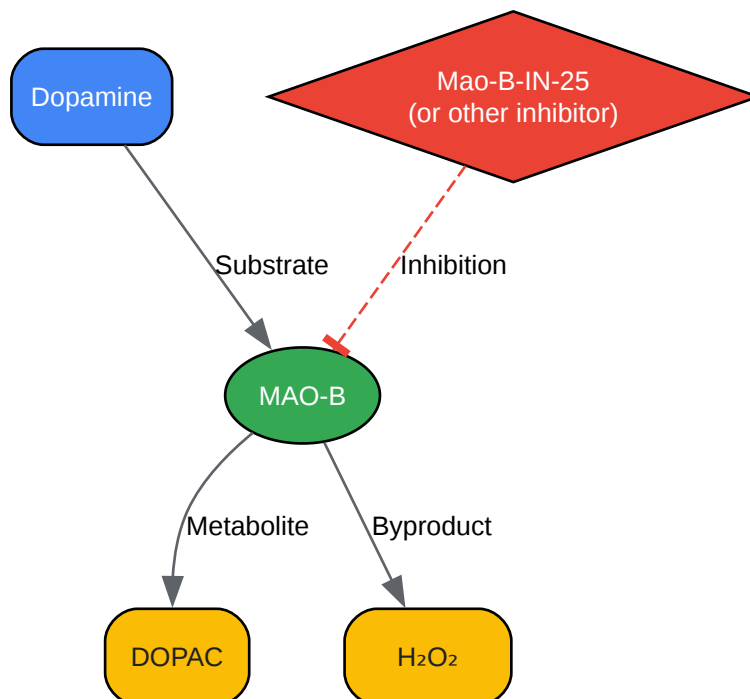 Dopamine
Mao-B-IN-25
(or other inhibitor)
Substrate
Inhibition
MAO-B
Metabolite
Byproduct
DOPAC
H₂O₂